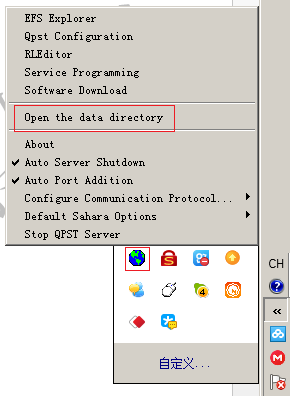 EFS Explorer
Qpst Configuration
RLEditor
Service Programming
Software Download
Open the data directory
About
Auto Server Shutdown
Auto Port Addition
Configure Communication Protocol...
Default Sahara Options
Stop QPST Server
CH
?
«
S
4
M
自定义...